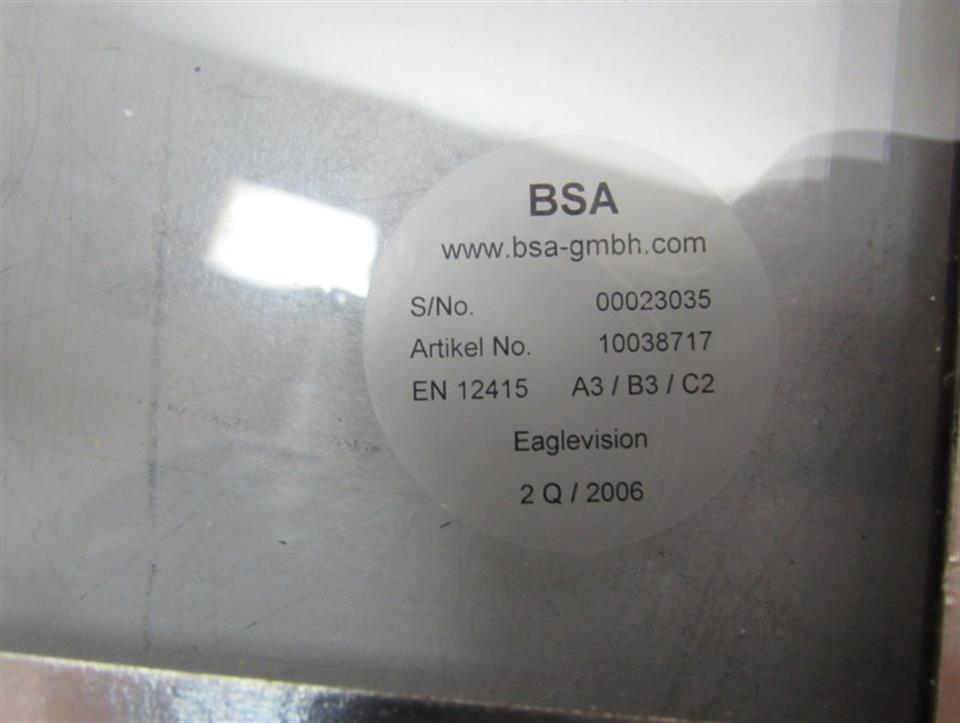 BSA
www.bsa-gmbh.com
S/No. 00023035
Artikel No. 10038717
EN 12415 A3 / B3 / C2
Eaglevision
2 Q / 2006